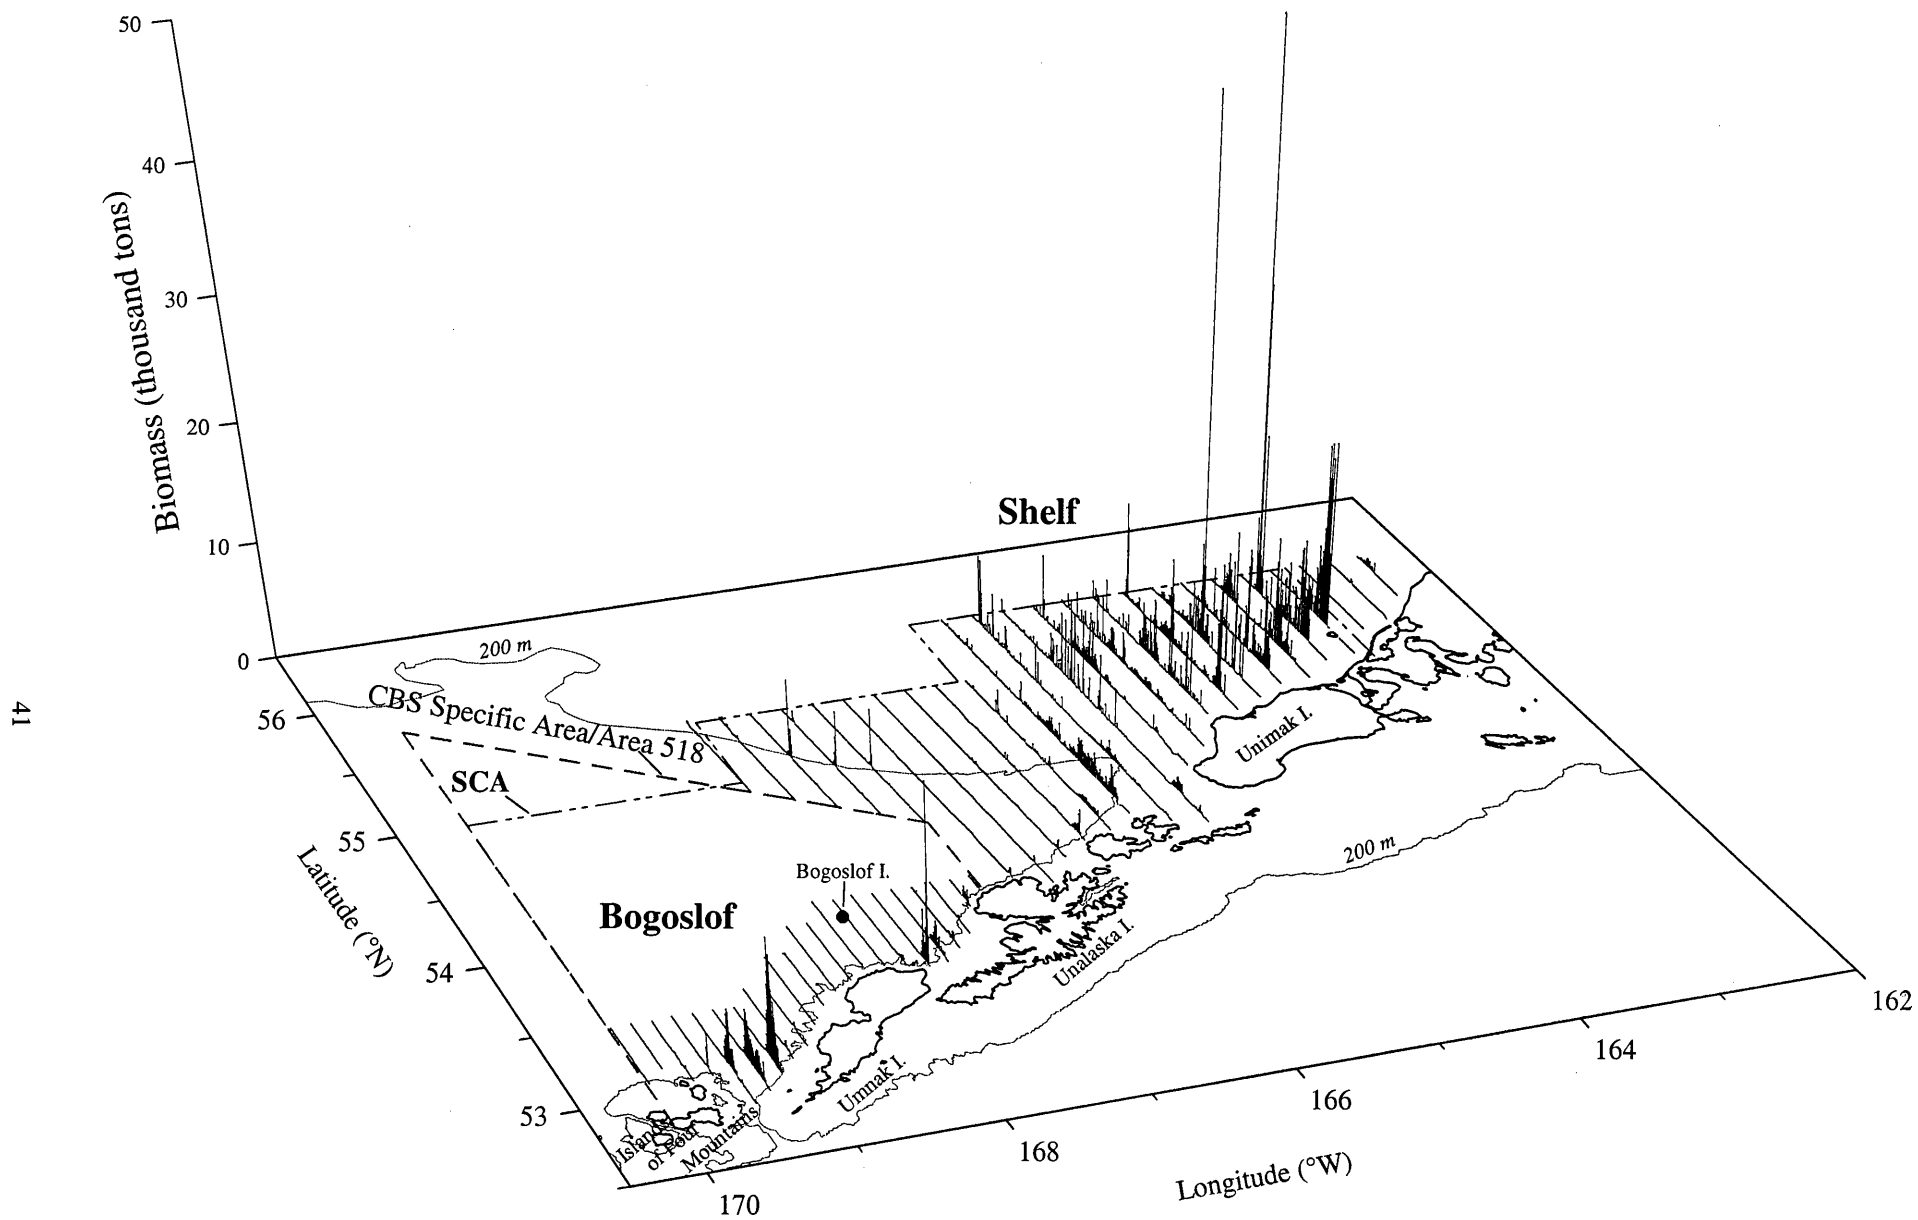 50
40
30
20
10
0
Biomass (thousand tons)
Shelf
200 m
56
CBS Specific Area/Area 518
SCA
55
Latitude (°N)
54
53
Bogoslof I.
Bogoslof
Unimak I.
200 m
Unalaska I.
Umnak I.
Islands
of Four
Mountains
162
164
166
168
170
Longitude (°W)
41